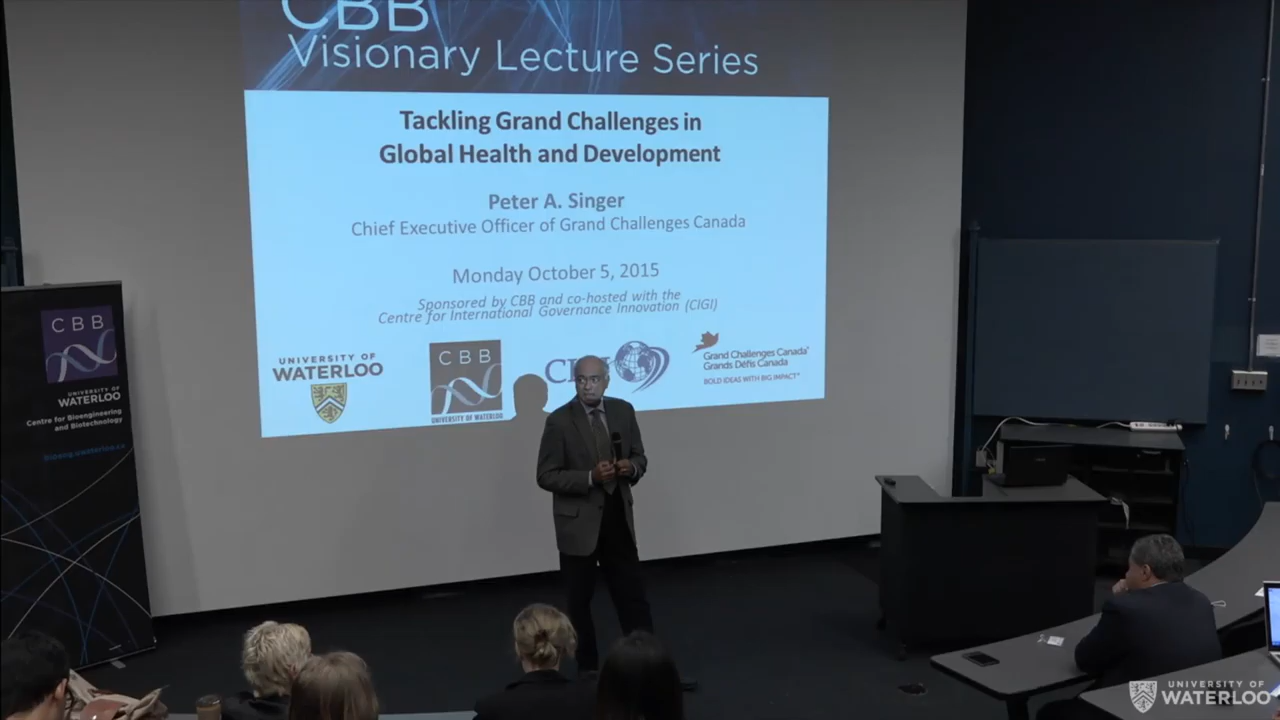 CBB
Visionary Lecture Series
Tackling Grand Challenges in
Global Health and Development
Peter A. Singer
Chief Executive Officer of Grand Challenges Canada
Monday October 5, 2015
Sponsored by CBB and co-hosted with the
Centre for International Governance Innovation (CIGI)
UNIVERSITY OF
WATERLOO
CBB
UNIVERSITY OF WATERLOO
Grand Challenges Canada
Grands Défis Canada
BOLD IDEAS WITH BIG IMPACT
CBB
UNIVERSITY OF
WATERLOO
Centre for Bioengineering
and Biotechnology
UNIVERSITY OF
WATERLOO